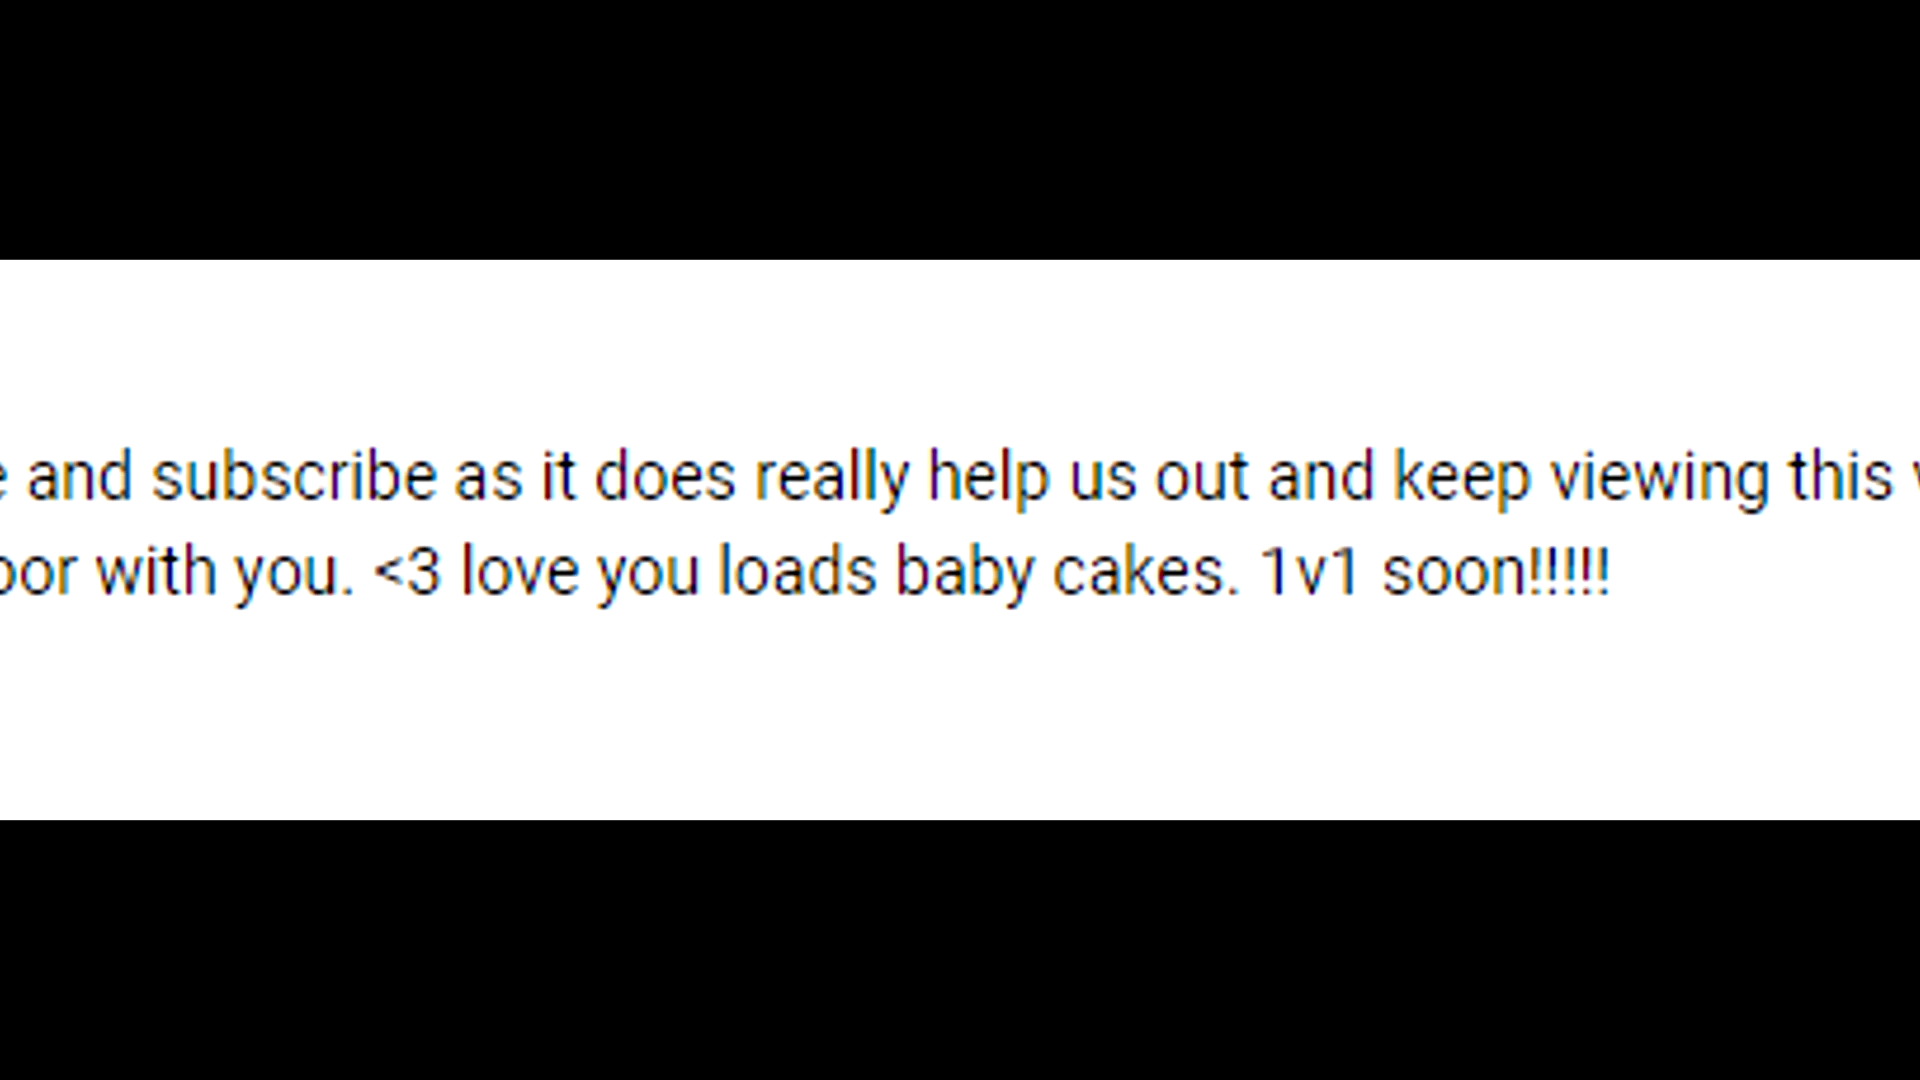 e and subscribe as it does really help us out and keep viewing this
oor with you. <3 love you loads baby cakes. 1v1 soon!!!!!